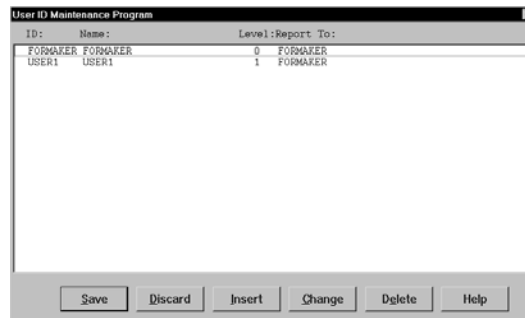 User ID Maintenance Program
ID: Name: Level:Report To:
FORMAKER FORMAKER 0 FORMAKER
USER1 USER1 1 FORMAKER
Save Discard Insert Change Delete Help